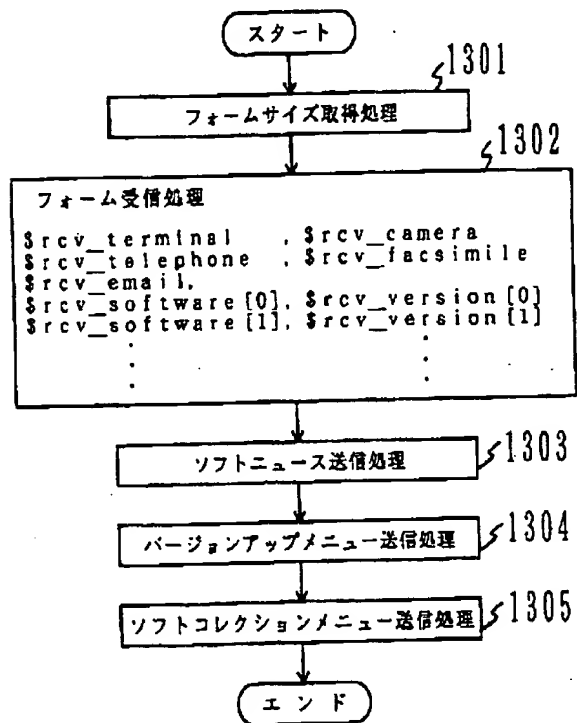 スタート
1301
フォームサイズ取得処理
1302
フォーム受信処理
$rcv_terminal , $rcv_camera
$rcv_telephone , $rcv_facsimile
$rcv_email,
$rcv_software[0], $rcv_version[0]
$rcv_software[1], $rcv_version[1]
ソフトニュース送信処理
1303
バージョンアップメニュー送信処理
1304
ソフトコレクションメニュー送信処理
1305
エンド